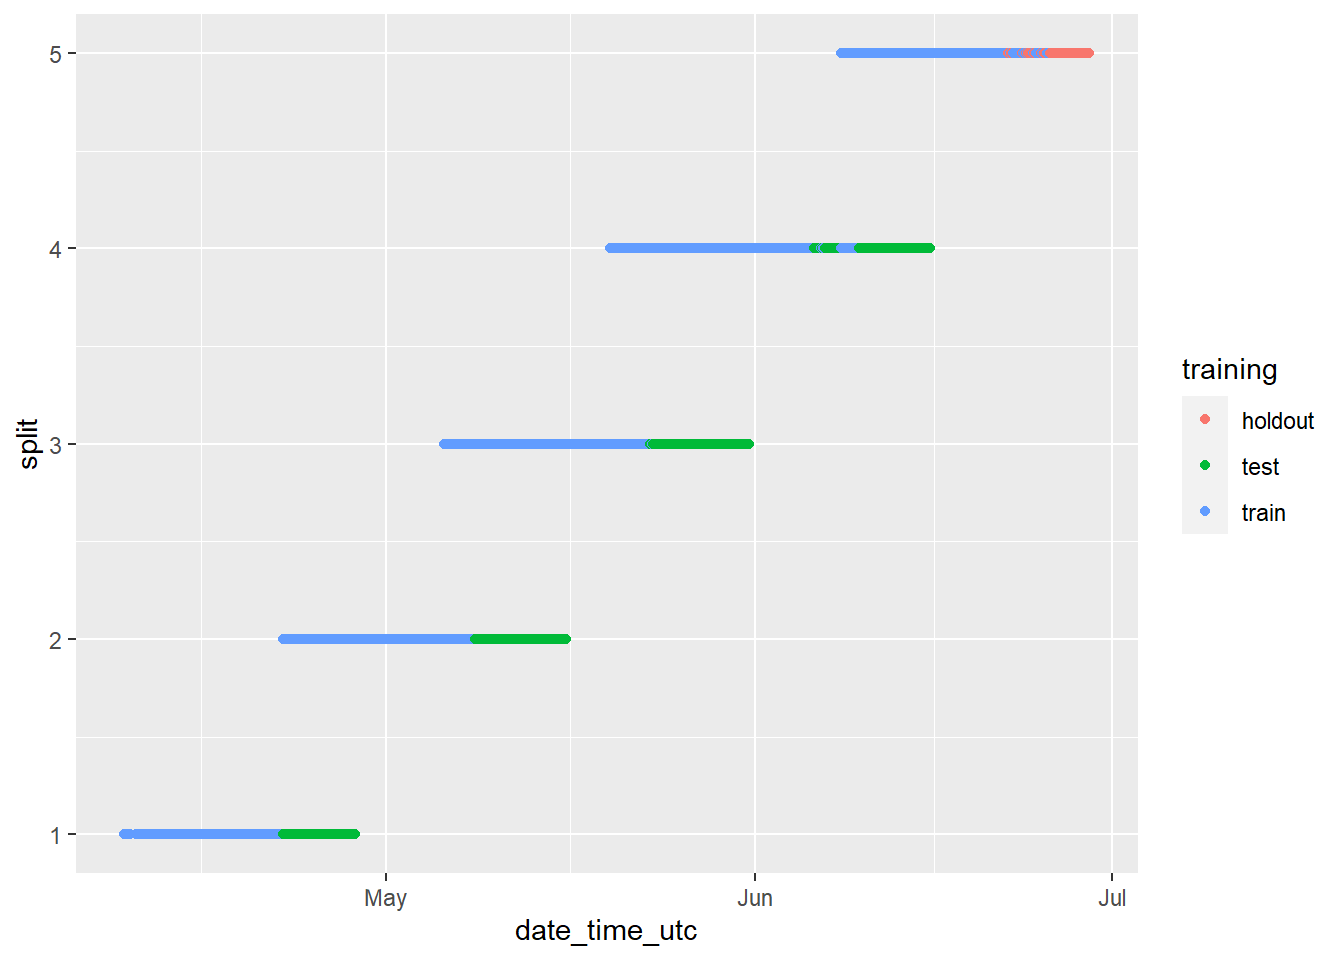 5
4
3
2
1
split
May Jun Jul
date_time_utc
training
holdout
test
train